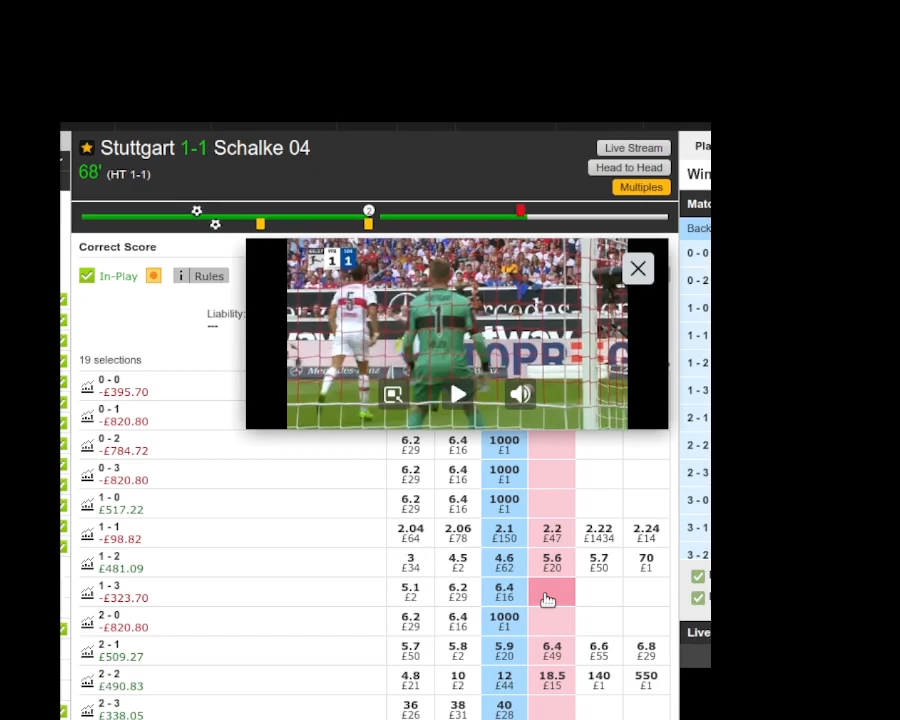 Stuttgart 1-1 Schalke 04
68' (HT 1-1)
Live Stream
Head to Head
Multiples
2
Correct Score
In-Play
i Rules
Liability:
---
19 selections
1 1
5
1
0 - 0
-£395.70
0 - 1
-£820.80
0 - 2
-£784.72
6.2 6.4 1000
£29 £16 £1
0 - 3
-£820.80
6.2 6.4 1000
£29 £16 £1
1 - 0
£517.22
6.2 6.4 1000
£29 £16 £1
1 - 1
-£98.82
2.04 2.06 2.1 2.2 2.22 2.24
£64 £78 £150 £47 £1434 £14
1 - 2
£481.09
3 4.5 4.6 5.6 5.7 70
£34 £2 £62 £20 £50 £1
1 - 3
-£323.70
5.1 6.2 6.4
£2 £29 £16
2 - 0
-£820.80
6.2 6.4 1000
£29 £16 £1
2 - 1
£509.27
5.7 5.8 5.9 6.4 6.6 6.8
£50 £2 £20 £49 £55 £29
2 - 2
£490.83
4.8 10 12 18.5 140 550
£21 £2 £44 £15 £1 £1
2 - 3
£338.05
36 38 40
£26 £31 £28
Pla
Win
Matc
Back
0 - 0
0 - 2
1 - 0
1 - 1
1 - 2
1 - 3
2 - 1
2 - 2
2 - 3
3 - 0
3 - 1
3 - 2
Live